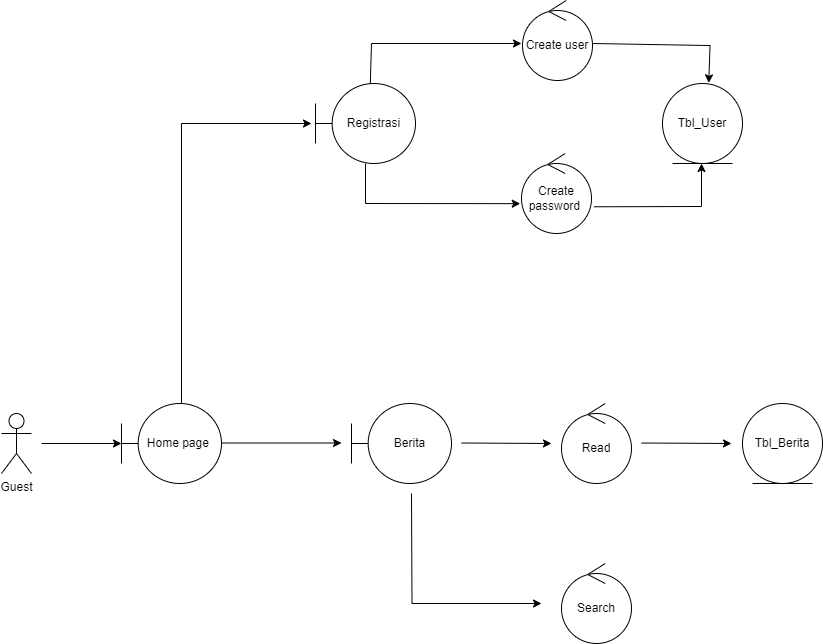 Create user
Registrasi
Tbl_User
Create
password
Home page
Berita
Read
Tbl_Berita
Guest
Search